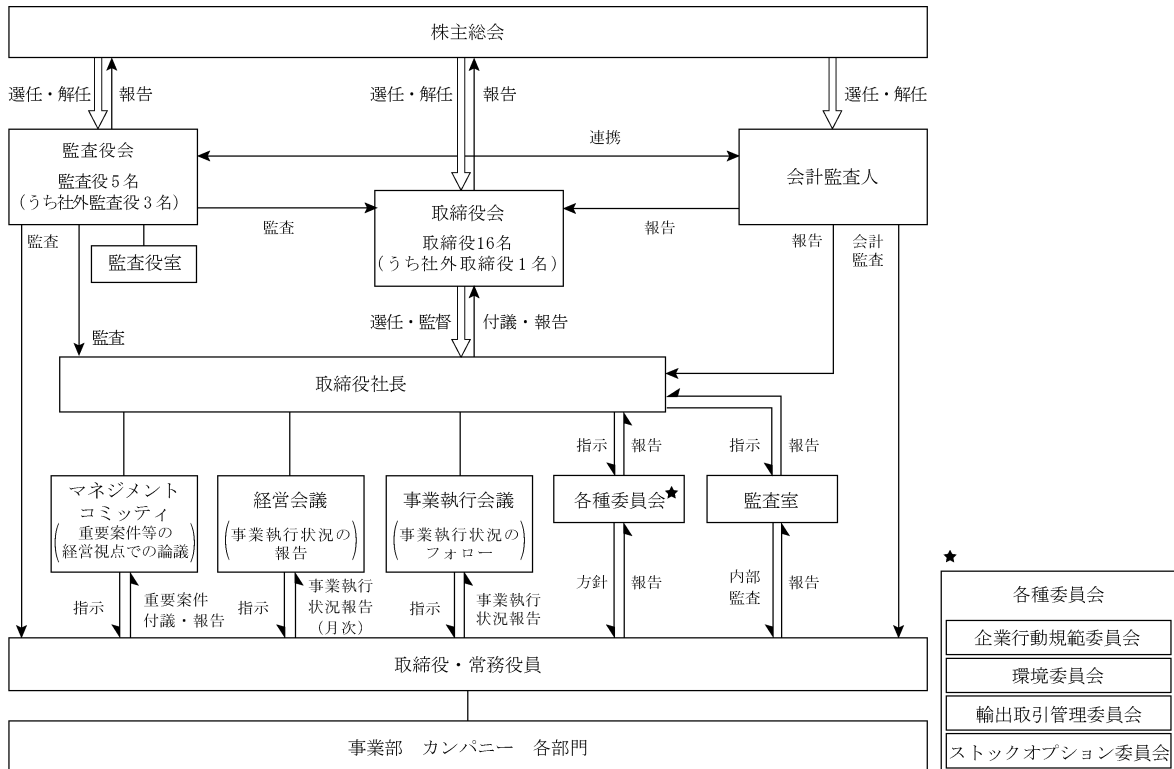 株主総会
選任・解任
報告
選任・解任
報告
選任・解任
監査役会
監査役5名
(うち社外監査役3名)
連携
会計監査人
取締役会
取締役16名
(うち社外取締役1名)
監査
報告
監査
監査役室
報告
会計
監査
監査
選任・監督
付議・報告
取締役社長
指示
報告
指示
報告
マネジメント
コミッティ
(重要案件等の
経営視点での論議)
経営会議
(事業執行状況の
報告)
事業執行会議
(事業執行状況の
フォロー)
各種委員会★
監査室
指示
重要案件
付議・報告
指示
事業執行
状況報告
(月次)
指示
事業執行
状況報告
方針
報告
内部
監査
報告
取締役・常務役員
事業部 カンパニー 各部門
★
各種委員会
企業行動規範委員会
環境委員会
輸出取引管理委員会
ストックオプション委員会